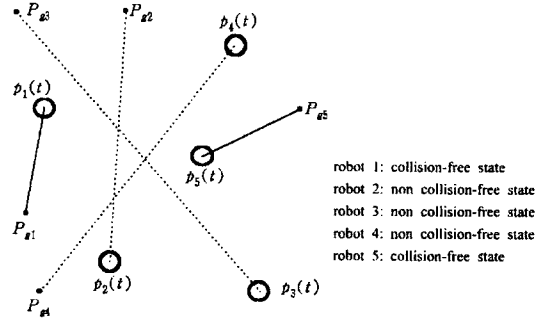 P_g3
P_g2
p_4(t)
p_1(t)
P_g5
p_5(t)
P_g1
p_2(t)
p_3(t)
P_g4
robot 1: collision-free state
robot 2: non collision-free state
robot 3: non collision-free state
robot 4: non collision-free state
robot 5: collision-free state